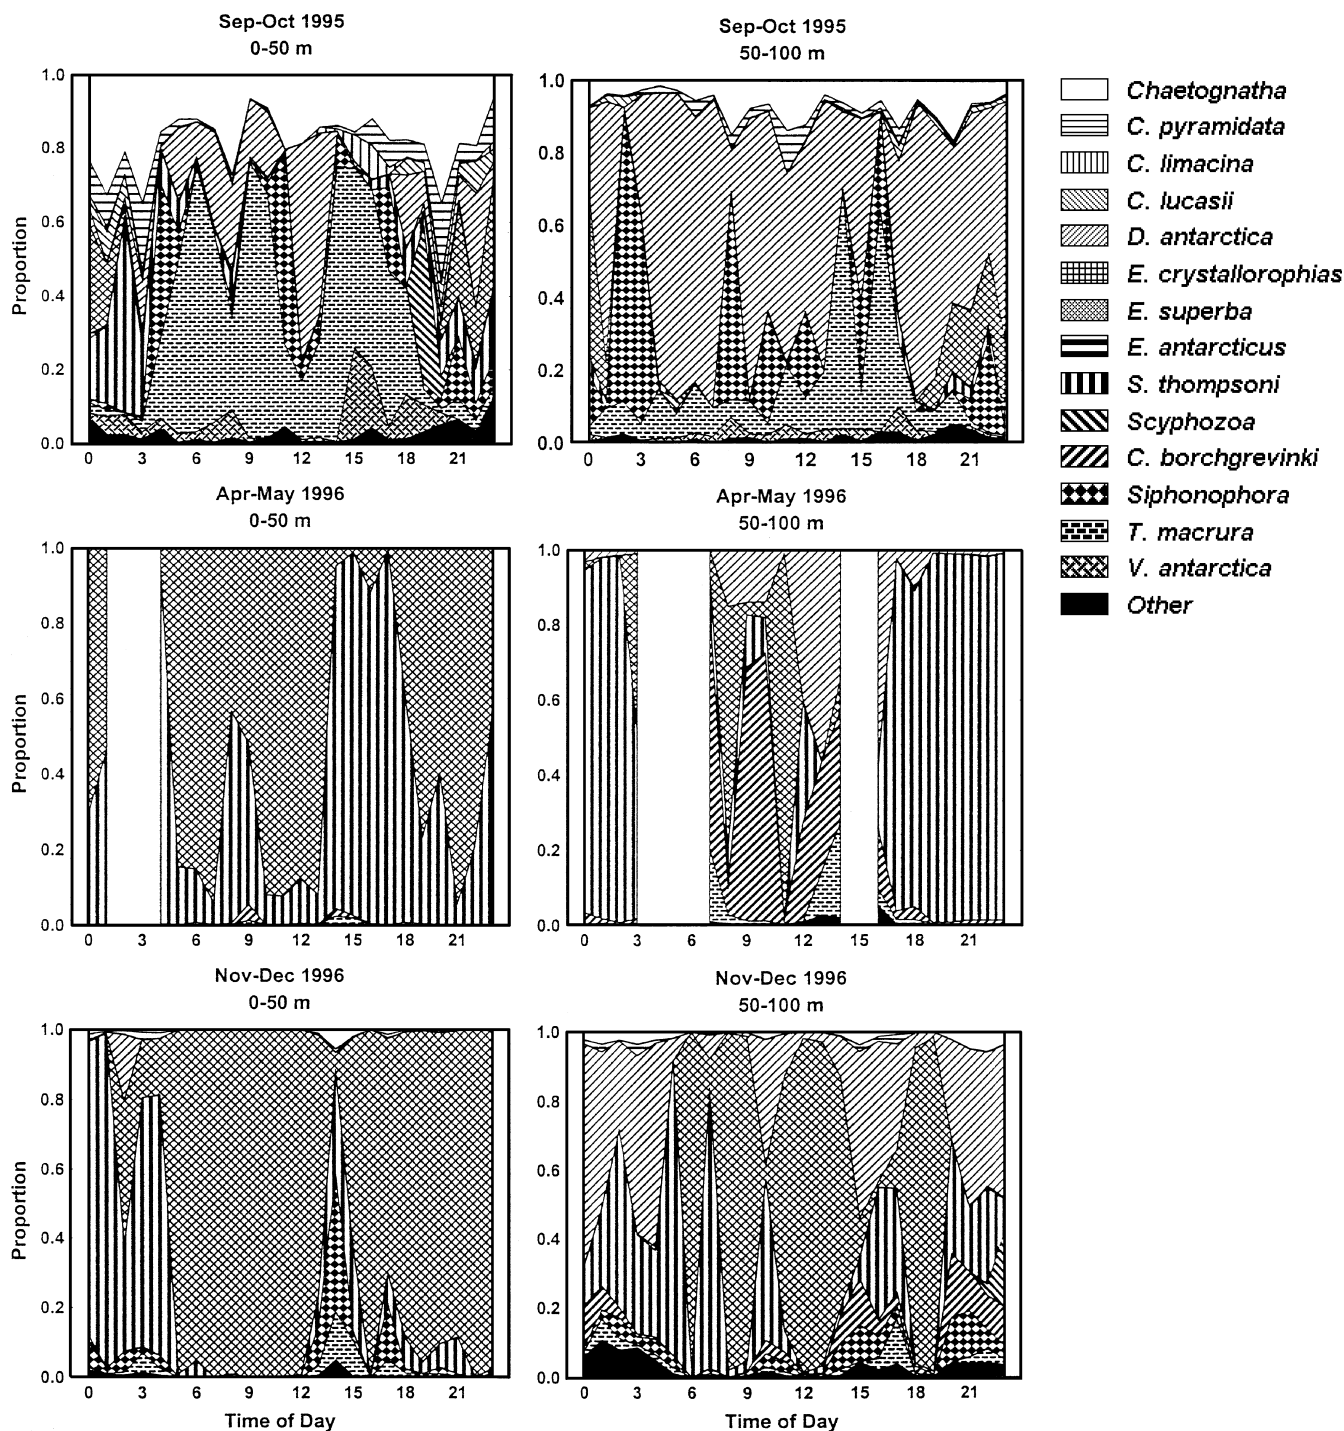 Sep-Oct 1995
0-50 m
Sep-Oct 1995
50-100 m
1.0
0.8
0.6
0.4
0.2
0.0
Proportion
0 3 6 9 12 15 18 21
1.0
0.8
0.6
0.4
0.2
0.0
0 3 6 9 12 15 18 21
Chaetognatha
C. pyramidata
C. limacina
C. lucasii
D. antarctica
E. crystallorophias
E. superba
E. antarcticus
S. thompsoni
Scyphozoa
C. borchgrevinki
Siphonophora
T. macrura
V. antarctica
Other
Apr-May 1996
0-50 m
Apr-May 1996
50-100 m
1.0
0.8
0.6
0.4
0.2
0.0
Proportion
0 3 6 9 12 15 18 21
1.0
0.8
0.6
0.4
0.2
0.0
0 3 6 9 12 15 18 21
Nov-Dec 1996
0-50 m
Nov-Dec 1996
50-100 m
1.0
0.8
0.6
0.4
0.2
0.0
Proportion
0 3 6 9 12 15 18 21
Time of Day
1.0
0.8
0.6
0.4
0.2
0.0
0 3 6 9 12 15 18 21
Time of Day